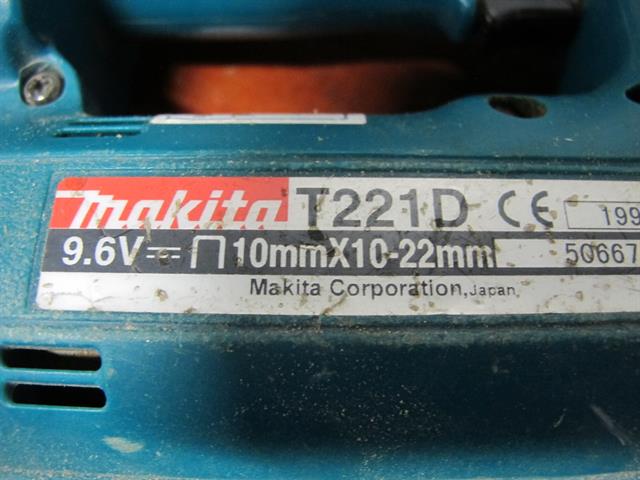 makita T221D CE 199
9.6V⎓ ⊓10mmX10-22mm 50667
Makita Corporation, Japan